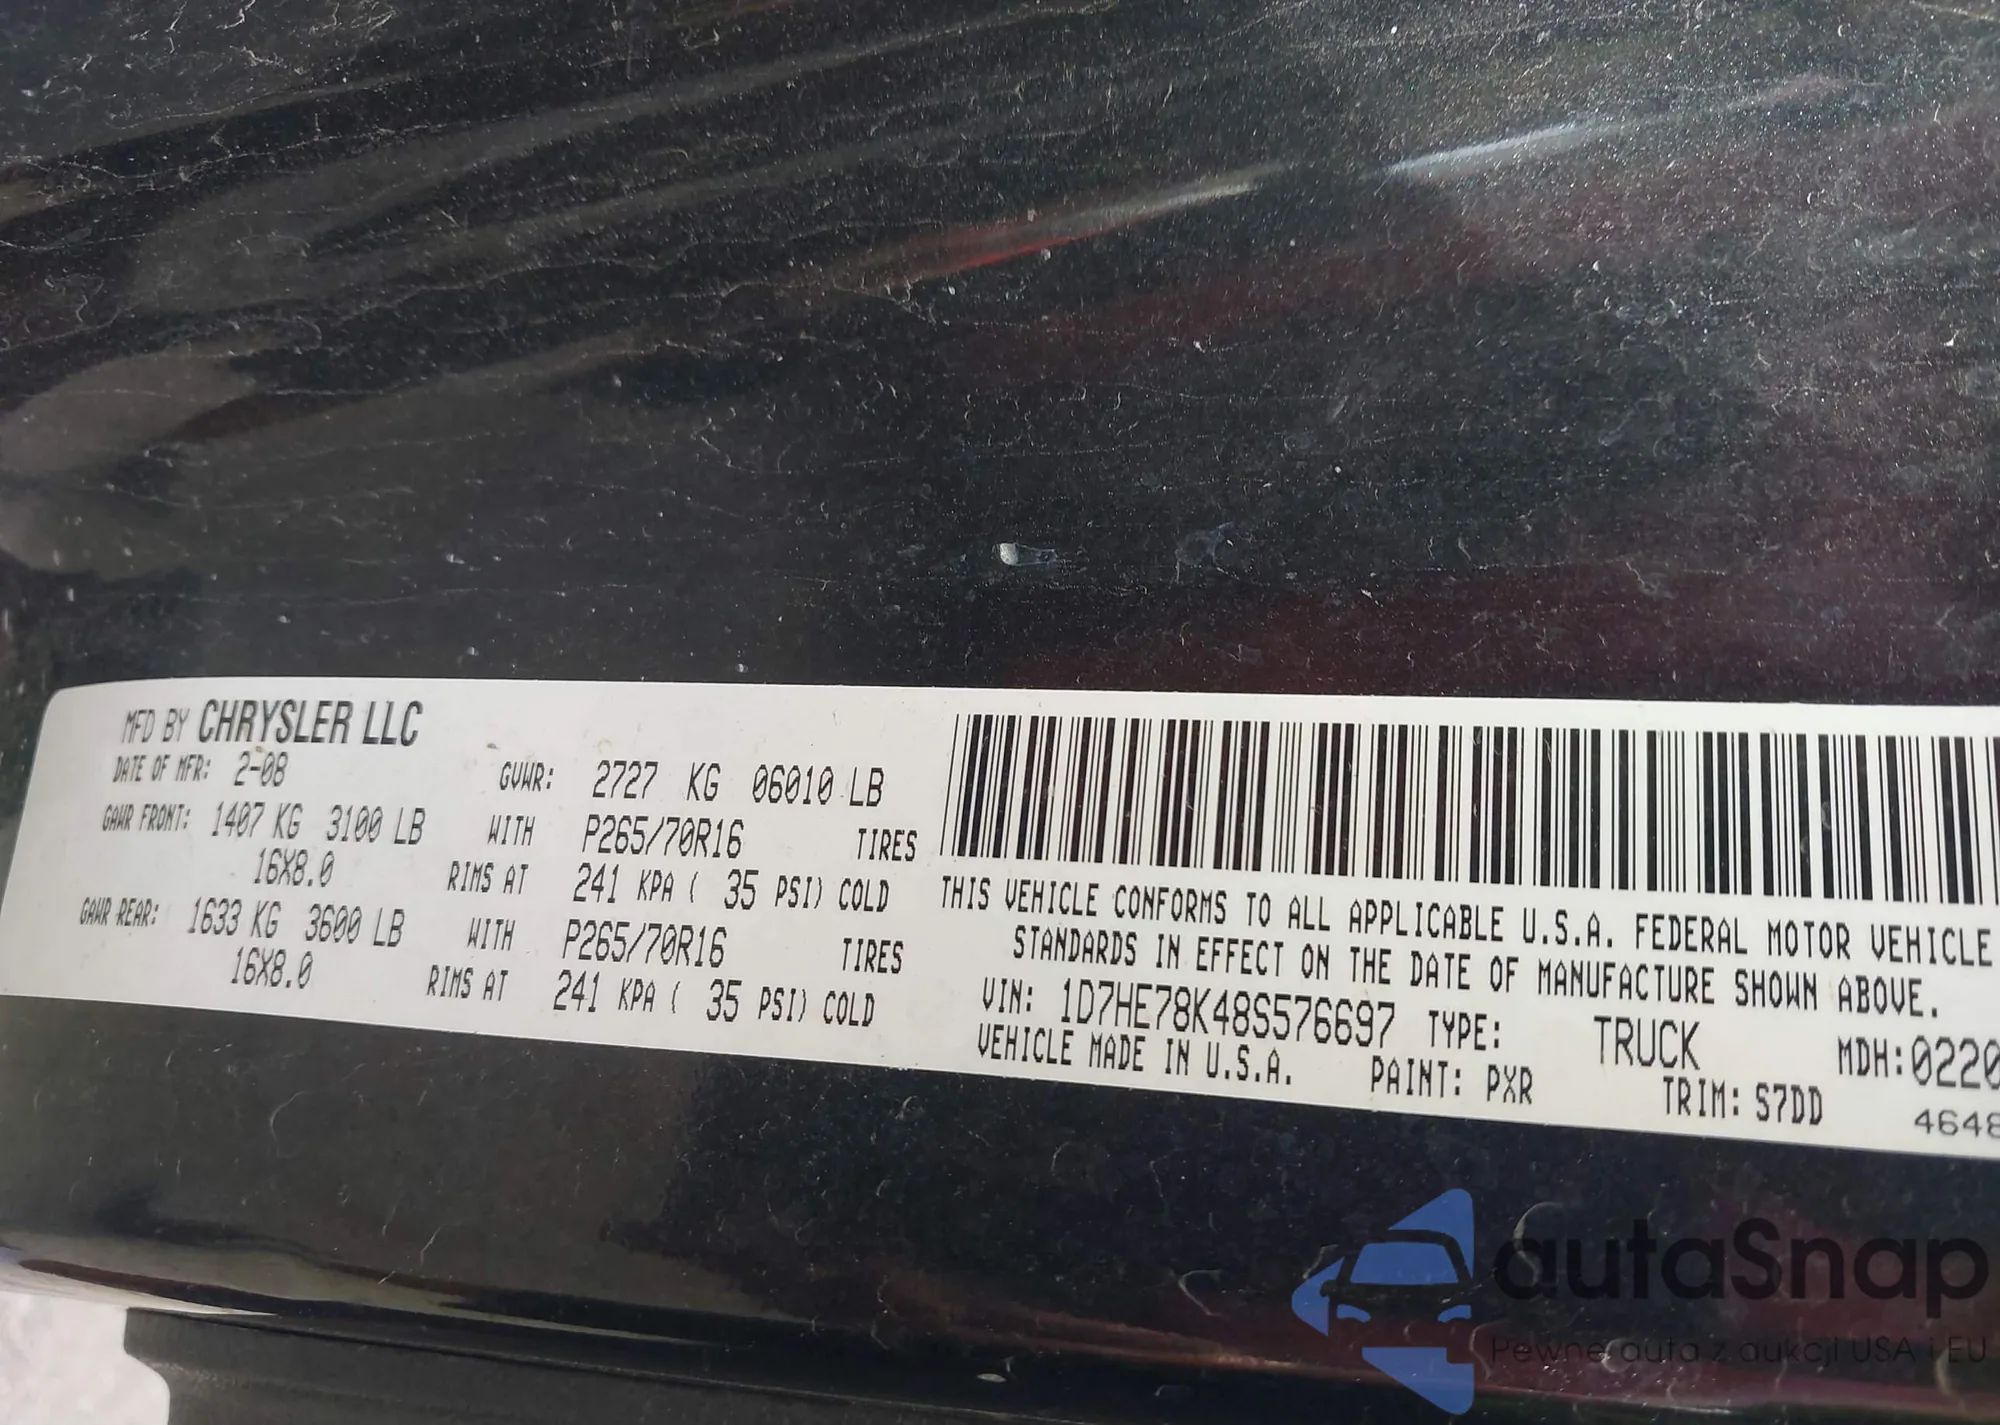 MFD BY CHRYSLER LLC
DATE OF MFR: 2-08 GVWR: 2727 KG 06010 LB
GAWR FRONT: 1407 KG 3100 LB WITH P265/70R16 TIRES
16X8.0 RIMS AT 241 KPA ( 35 PSI) COLD
GAWR REAR: 1633 KG 3600 LB WITH P265/70R16 TIRES
16X8.0 RIMS AT 241 KPA ( 35 PSI) COLD
THIS VEHICLE CONFORMS TO ALL APPLICABLE U.S.A. FEDERAL MOTOR VEHICLE
STANDARDS IN EFFECT ON THE DATE OF MANUFACTURE SHOWN ABOVE.
VIN: 1D7HE78K48S576697 TYPE: TRUCK MDH:0220
VEHICLE MADE IN U.S.A. PAINT: PXR TRIM: S7DD
4648
autaSnap
Pewne auta z aukcji USA i EU